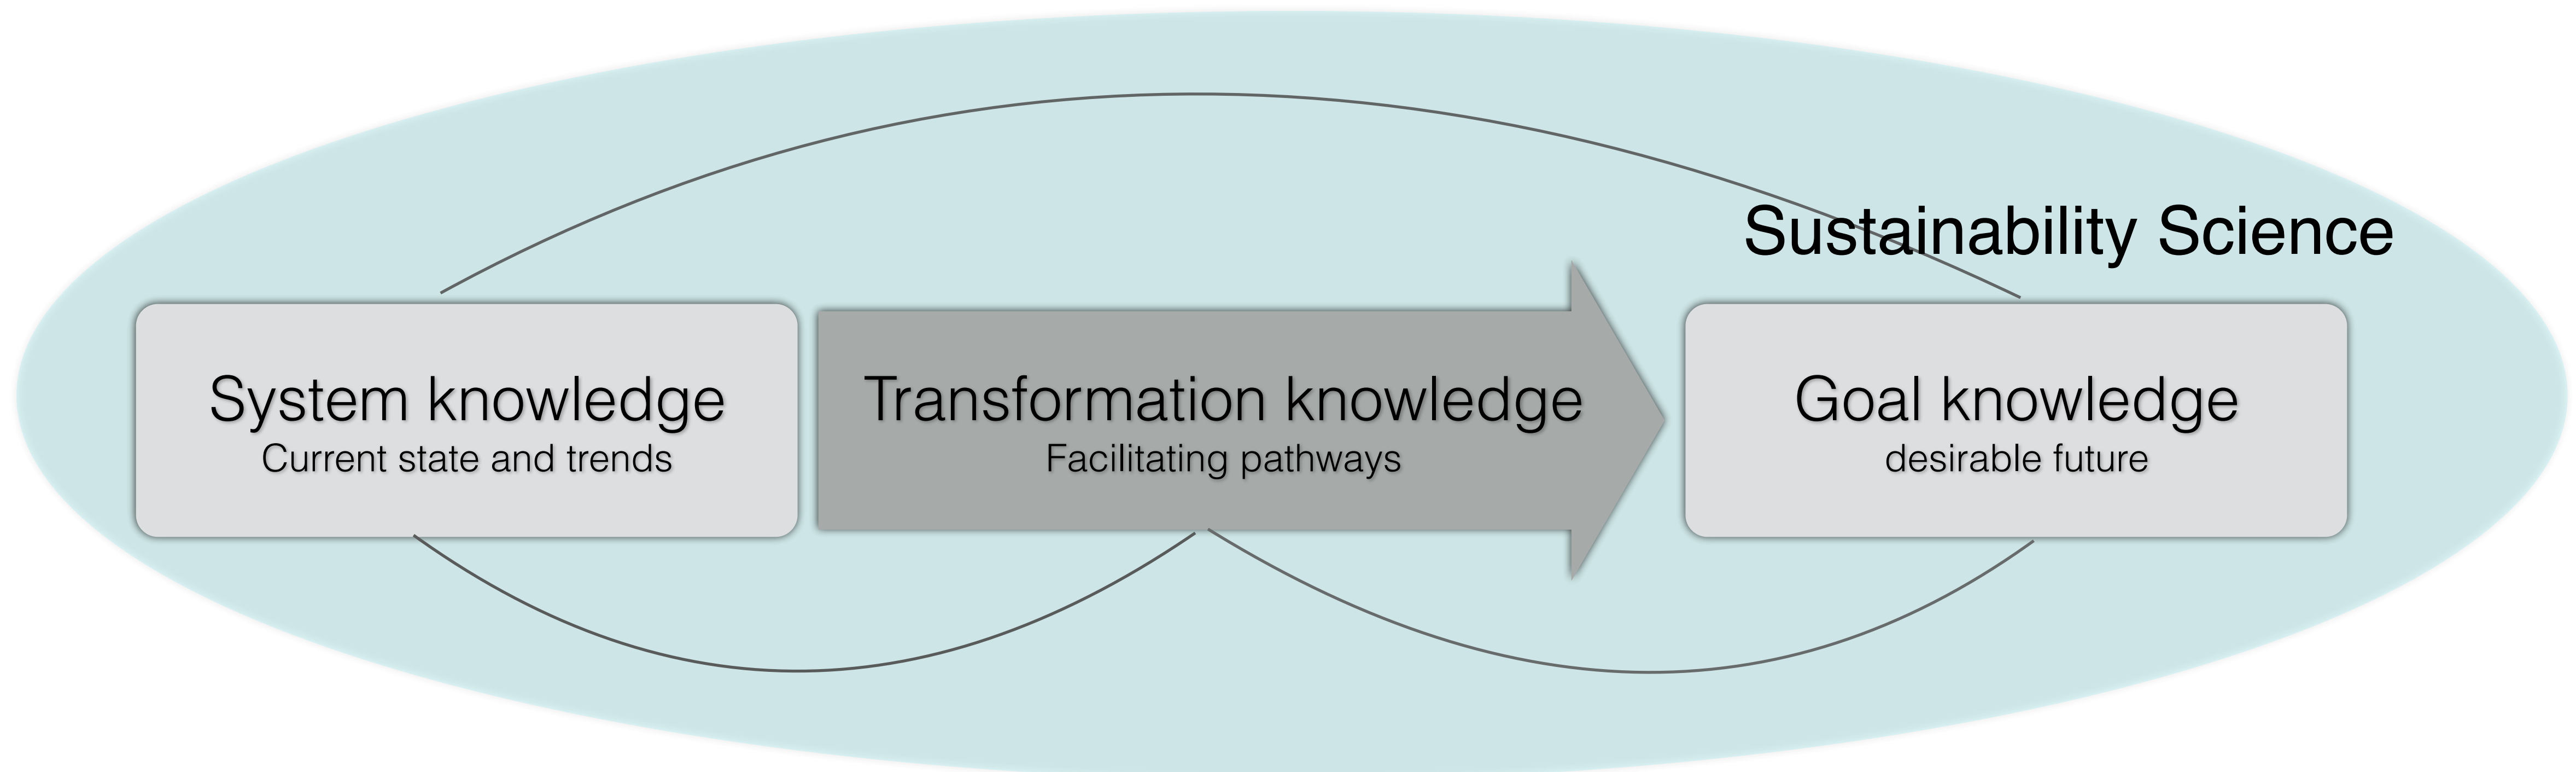 Sustainability Science
System knowledge
Current state and trends
Transformation knowledge
Facilitating pathways
Goal knowledge
desirable future